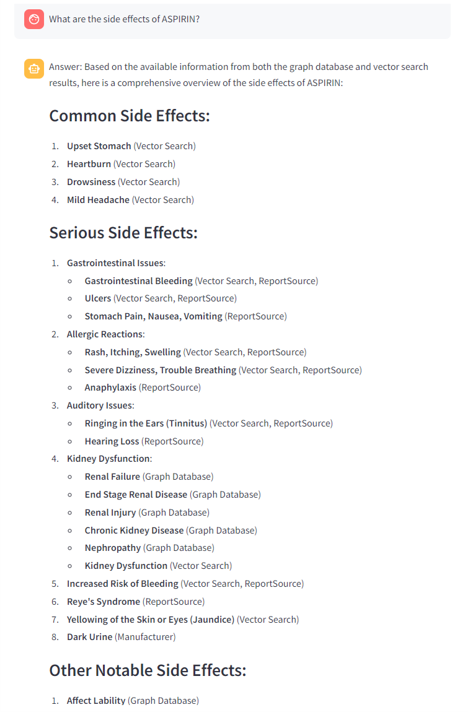 What are the side effects of ASPIRIN?
Answer: Based on the available information from both the graph database and vector search
results, here is a comprehensive overview of the side effects of ASPIRIN:
Common Side Effects:
1. Upset Stomach (Vector Search)
2. Heartburn (Vector Search)
3. Drowsiness (Vector Search)
4. Mild Headache (Vector Search)
Serious Side Effects:
1. Gastrointestinal Issues:
Gastrointestinal Bleeding (Vector Search, ReportSource)
Ulcers (Vector Search, ReportSource)
Stomach Pain, Nausea, Vomiting (ReportSource)
2. Allergic Reactions:
Rash, Itching, Swelling (Vector Search, ReportSource)
Severe Dizziness, Trouble Breathing (Vector Search, ReportSource)
Anaphylaxis (ReportSource)
3. Auditory Issues:
Ringing in the Ears (Tinnitus) (Vector Search, ReportSource)
Hearing Loss (ReportSource)
4. Kidney Dysfunction:
Renal Failure (Graph Database)
End Stage Renal Disease (Graph Database)
Renal Injury (Graph Database)
Chronic Kidney Disease (Graph Database)
Nephropathy (Graph Database)
Kidney Dysfunction (Vector Search)
5. Increased Risk of Bleeding (Vector Search, ReportSource)
6. Reye's Syndrome (ReportSource)
7. Yellowing of the Skin or Eyes (Jaundice) (Vector Search)
8. Dark Urine (Manufacturer)
Other Notable Side Effects:
1. Affect Lability (Graph Database)